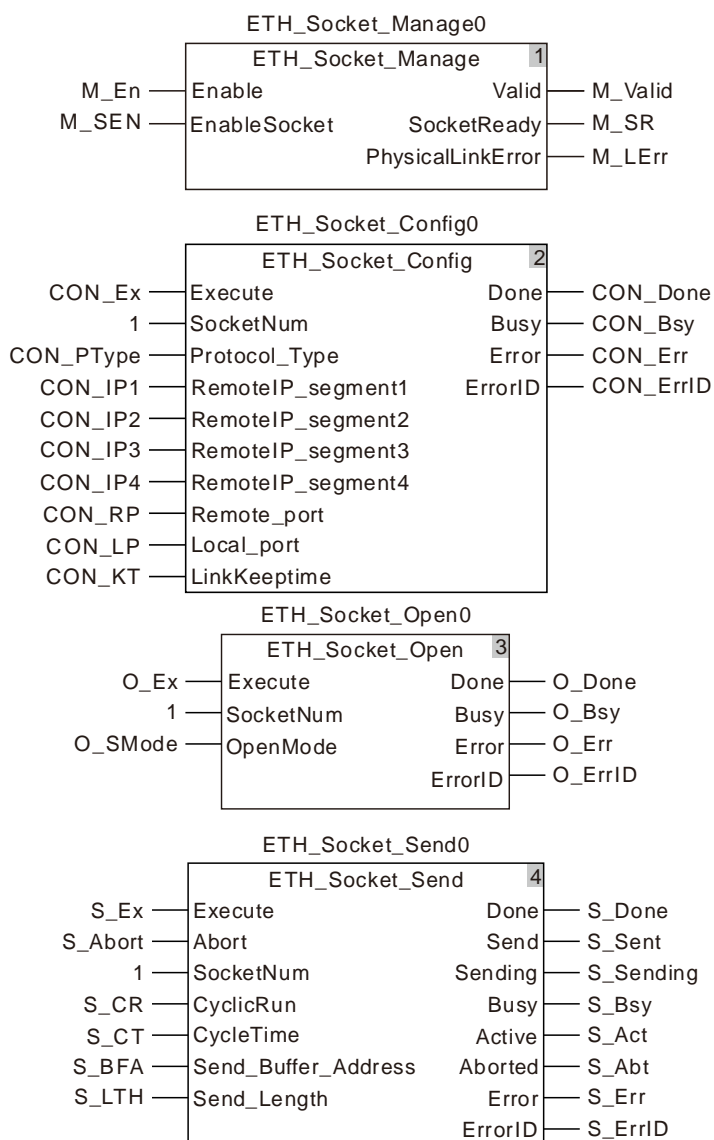 ETH_Socket_Manage0
ETH_Socket_Manage 1
M_En Enable Valid M_Valid
M_SEN EnableSocket SocketReady M_SR
PhysicalLinkError M_LErr
ETH_Socket_Config0
ETH_Socket_Config 2
CON_Ex Execute Done CON_Done
1 SocketNum Busy CON_Bsy
CON_PType Protocol_Type Error CON_Err
CON_IP1 RemoteIP_segment1 ErrorID CON_ErrID
CON_IP2 RemoteIP_segment2
CON_IP3 RemoteIP_segment3
CON_IP4 RemoteIP_segment4
CON_RP Remote_port
CON_LP Local_port
CON_KT LinkKeeptime
ETH_Socket_Open0
ETH_Socket_Open 3
O_Ex Execute Done O_Done
1 SocketNum Busy O_Bsy
O_SMode OpenMode Error O_Err
ErrorID O_ErrID
ETH_Socket_Send0
ETH_Socket_Send 4
S_Ex Execute Done S_Done
S_Abort Abort Send S_Sent
1 SocketNum Sending S_Sending
S_CR CyclicRun Busy S_Bsy
S_CT CycleTime Active S_Act
S_BFA Send_Buffer_Address Aborted S_Abt
S_LTH Send_Length Error S_Err
ErrorID S_ErrID